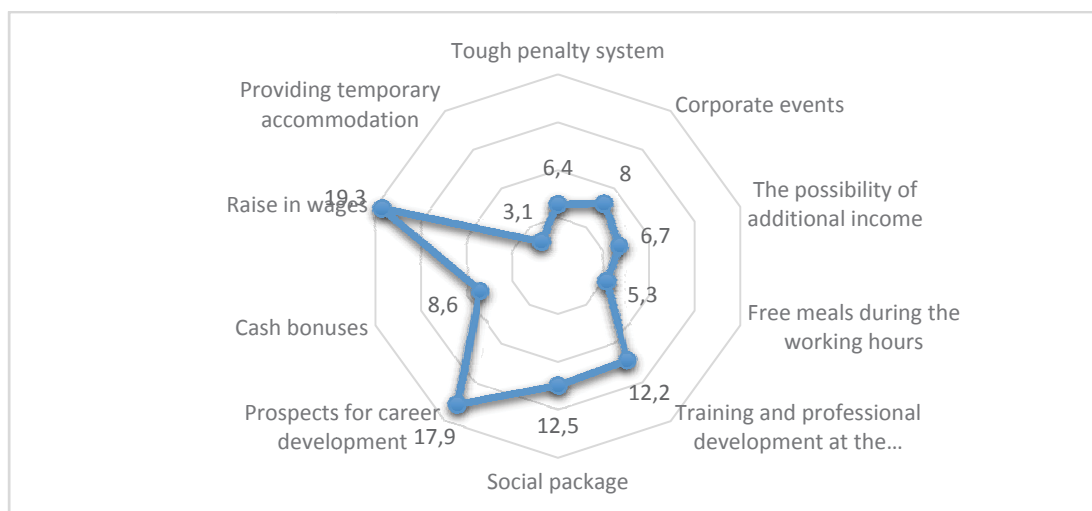 Tough penalty system
Corporate events
The possibility of
additional income
Free meals during the
working hours
Training and professional
development at the...
Social package
Prospects for career
development
Cash bonuses
Raise in wages
Providing temporary
accommodation
6,4
8
6,7
5,3
12,2
12,5
17,9
8,6
19,3
3,1